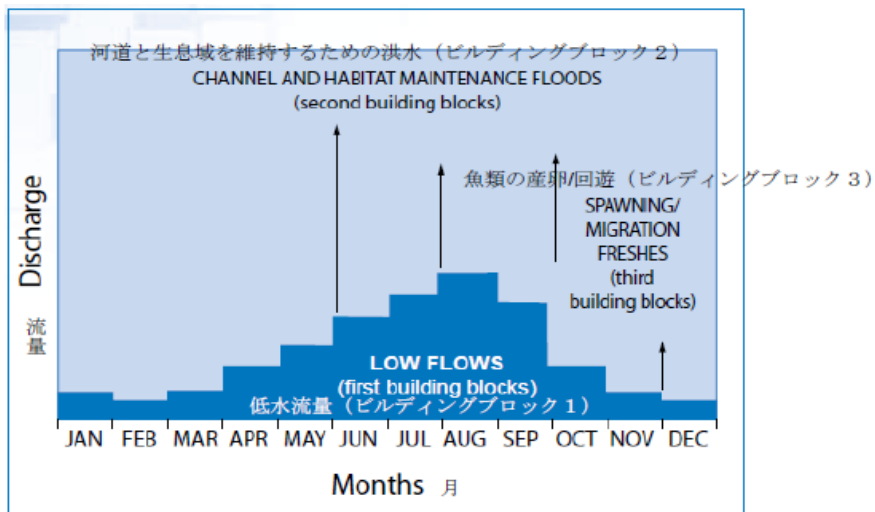 河道と生息域を維持するための洪水（ビルディングブロック２）
CHANNEL AND HABITAT MAINTENANCE FLOODS
(second building blocks)
魚類の産卵/回遊（ビルディングブロック３）
SPAWNING/
MIGRATION
FRESHES
(third
building blocks)
Discharge
流量
LOW FLOWS
(first building blocks)
低水流量（ビルディングブロック１）
JAN FEB MAR APR MAY JUN JUL AUG SEP OCT NOV DEC
Months 月